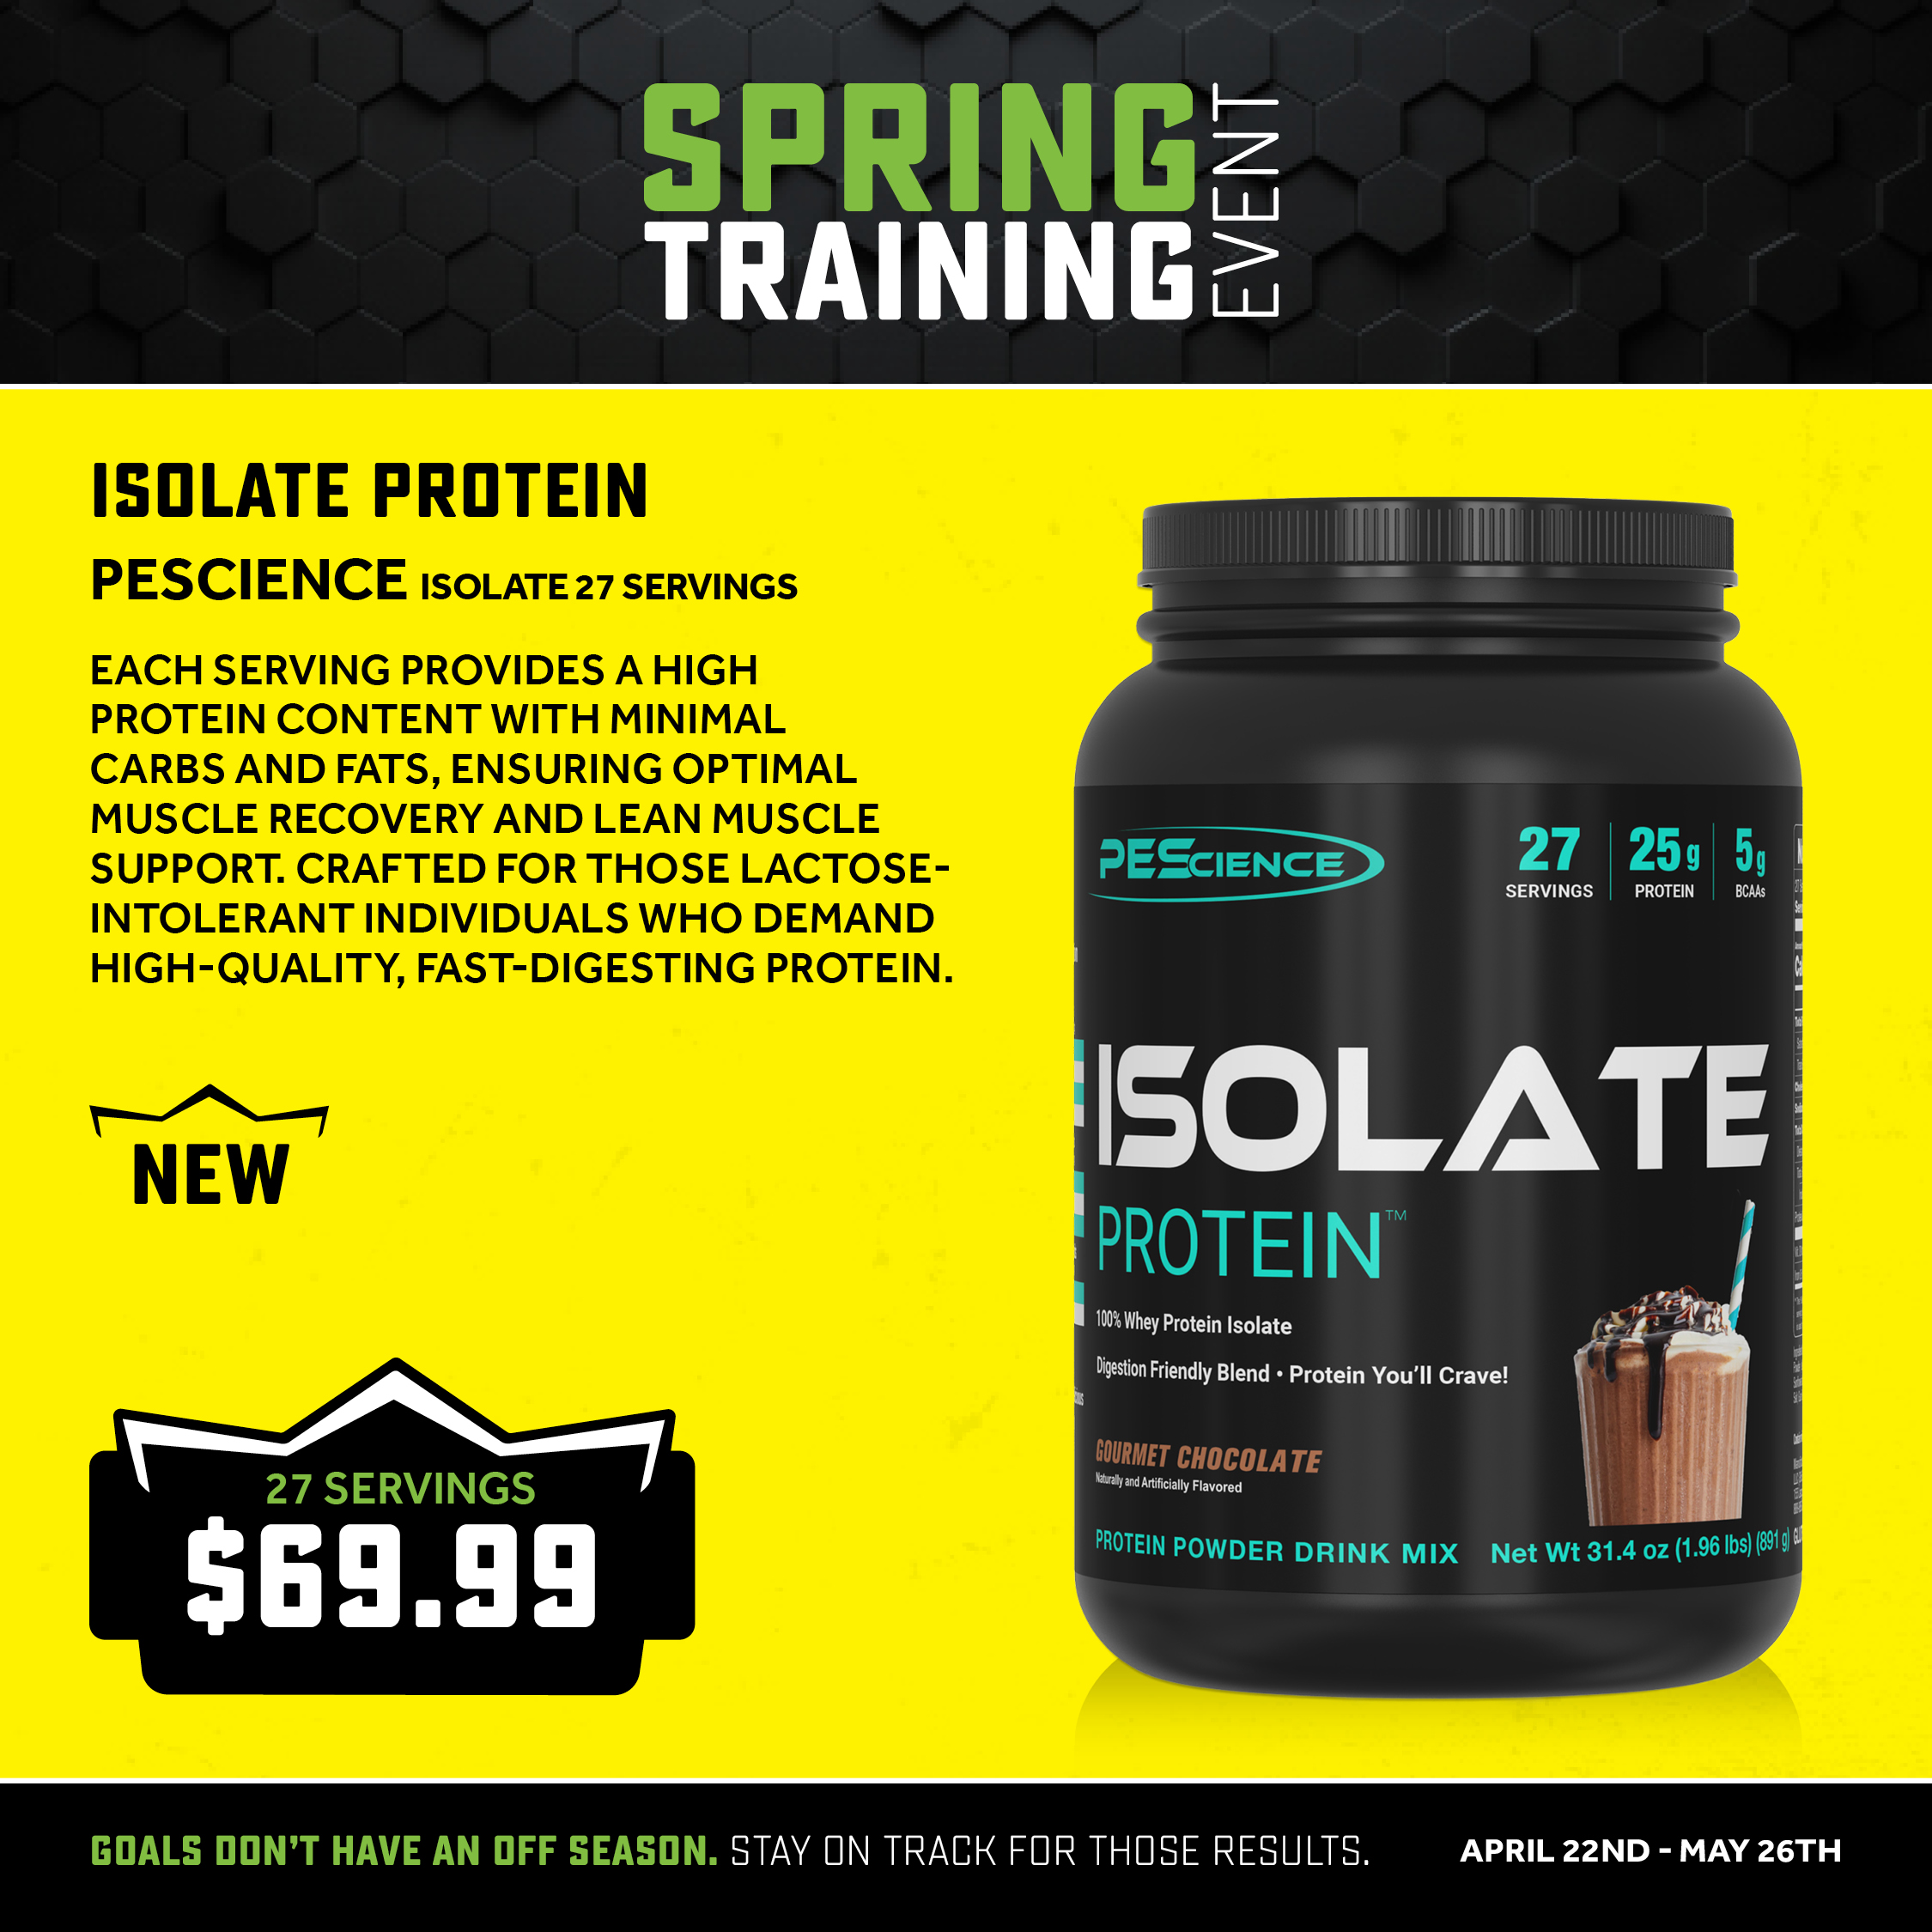 SPRING
TRAINING
EVENT
ISOLATE PROTEIN
PESCIENCE ISOLATE 27 SERVINGS
EACH SERVING PROVIDES A HIGH
PROTEIN CONTENT WITH MINIMAL
CARBS AND FATS, ENSURING OPTIMAL
MUSCLE RECOVERY AND LEAN MUSCLE
SUPPORT. CRAFTED FOR THOSE LACTOSE-
INTOLERANT INDIVIDUALS WHO DEMAND
HIGH-QUALITY, FAST-DIGESTING PROTEIN.
NEW
27 SERVINGS
$69.99
PESCIENCE
27 SERVINGS
25g PROTEIN
5g BCAAs
ISOLATE
PROTEIN™
100% Whey Protein Isolate
Digestion Friendly Blend • Protein You'll Crave!
GOURMET CHOCOLATE
Naturally and Artificially Flavored
PROTEIN POWDER DRINK MIX Net Wt 31.4 oz (1.96 lbs) (891 g)
GOALS DON'T HAVE AN OFF SEASON. STAY ON TRACK FOR THOSE RESULTS.
APRIL 22ND - MAY 26TH